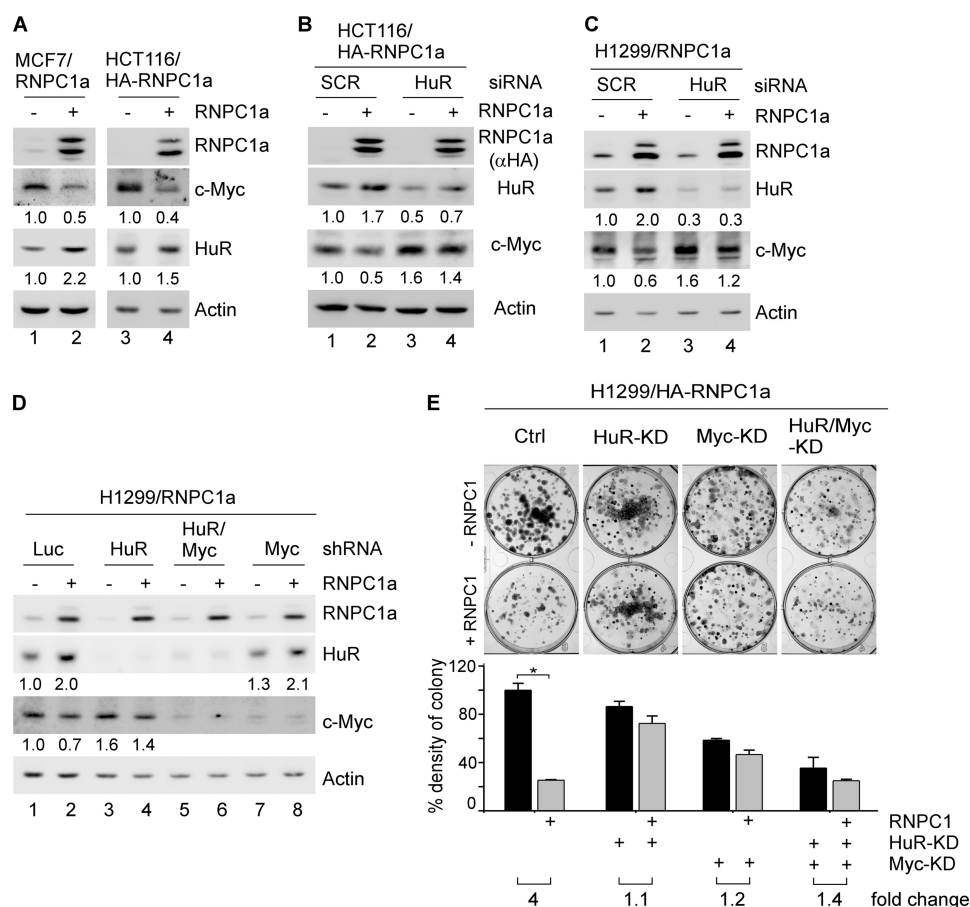 A
MCF7/ HCT116/
RNPC1a HA-RNPC1a
- + - + RNPC1a
RNPC1a
c-Myc
1.0 0.5 1.0 0.4
HuR
1.0 2.2 1.0 1.5
Actin
1 2 3 4
B
HCT116/
HA-RNPC1a
SCR HuR siRNA
- + - + RNPC1a
RNPC1a
(αHA)
HuR
1.0 1.7 0.5 0.7
c-Myc
1.0 0.5 1.6 1.4
Actin
1 2 3 4
C
H1299/RNPC1a
SCR HuR siRNA
- + - + RNPC1a
RNPC1a
HuR
1.0 2.0 0.3 0.3
c-Myc
1.0 0.6 1.6 1.2
Actin
1 2 3 4
D
H1299/RNPC1a
Luc HuR HuR/
Myc Myc shRNA
- + - + - + - + RNPC1a
RNPC1a
HuR
1.0 2.0 1.3 2.1
c-Myc
1.0 0.7 1.6 1.4
Actin
1 2 3 4 5 6 7 8
E
H1299/HA-RNPC1a
Ctrl HuR-KD Myc-KD HuR/Myc
-KD
- RNPC1
+ RNPC1
% density of colony
120
80
40
0
*
+ + + + RNPC1
+ + + + HuR-KD
+ + + + Myc-KD
4 1.1 1.2 1.4 fold change